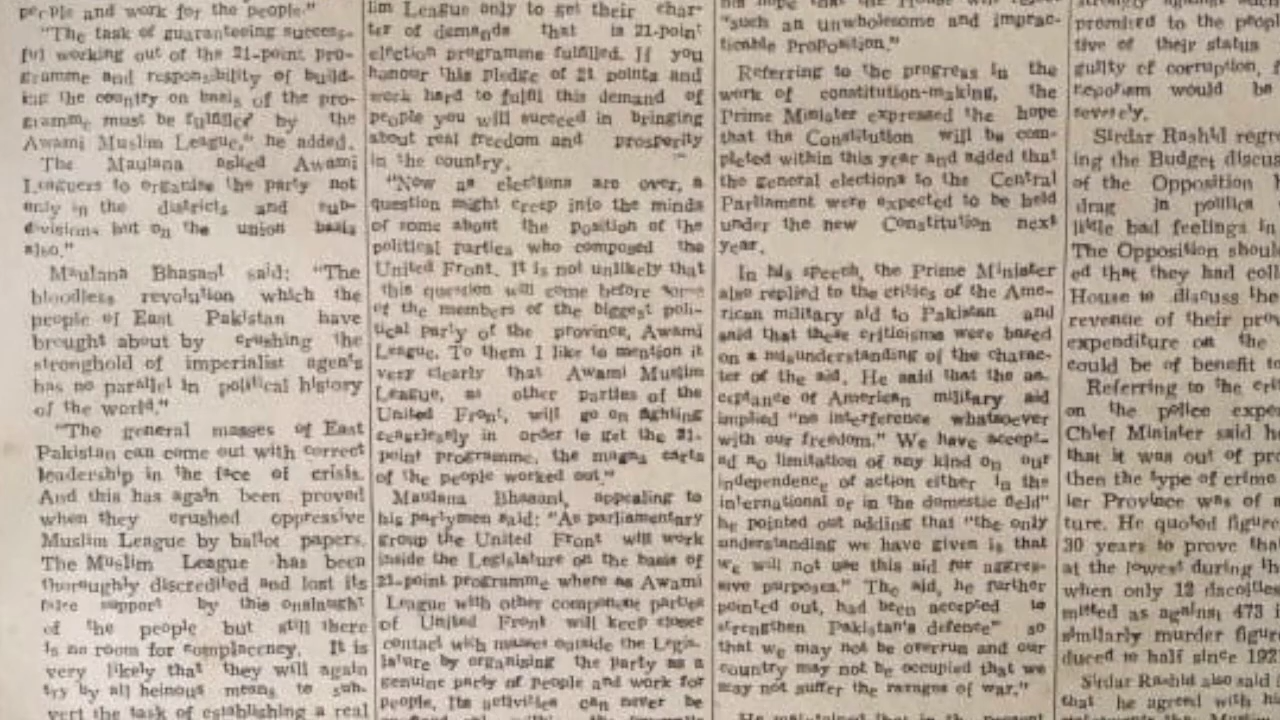 people and work for the people."
"The task of guaranteeing success-
ful working out of the 21-point pro-
gramme and responsibility of build-
ing the country on basis of the pro-
gramme must be fulfilled by the
Awami Muslim League," he added.
The Maulana asked Awami
Leaguers to organise the party not
only in the districts and sub-
divisions but on the union basis
also."
Maulana Bhasani said: "The
bloodless revolution which the
people of East Pakistan have
brought about by crushing the
stronghold of imperialist agents
has no parallel in political history
of the world."
"The general masses of East
Pakistan can come out with correct
leadership in the face of crisis.
And this has again been proved
when they crushed oppressive
Muslim League by ballot papers.
The Muslim League has been
thoroughly discredited and lost its
support by this onslaught
of the people but still there
is no room for complacency. It is
very likely that they will again
try by all heinous means to sub-
vert the task of establishing a real
lim League only to get their char-
ter of demands that is 21-point
election programme fulfilled. If you
honour this pledge of 21 points and
work hard to fulfil this demand of
people you will succeed in bringing
about real freedom and prosperity
in the country.
"Now as elections are over, a
question might creep into the minds
of some about the position of the
political parties who composed the
United Front. It is not unlikely that
this question will come before some
of the members of the biggest poli-
tical party of the province, Awami
League. To them I like to mention it
very clearly that Awami Muslim
League, as other parties of the
United Front, will go on fighting
ceaselessly in order to get the 21-
point programme, the magna carta
of the people worked out."
Maulana Bhasani, appealing to
his partymen said: "As parliamentary
group the United Front will work
inside the Legislature on the basis of
21-point programme where as Awami
League with other component parties
of United Front will keep closer
contact with masses outside the Legis-
lature by organising the party as a
genuine party of people and work for
people. Its activities can never be
"such an unwholesome and imprac-
ticable Proposition."
Referring to the progress in the
work of constitution-making, the
Prime Minister expressed the hope
that the Constitution will be com-
pleted within this year and added that
the general elections to the Central
Parliament were expected to be held
under the new Constitution next
year.
In his speech, the Prime Minister
also replied to the critics of the Ame-
rican military aid to Pakistan and
said that these criticisms were based
on a misunderstanding of the charac-
ter of the aid. He said that the ac-
ceptance of American military aid
implied "no interference whatsoever
with our freedom." We have accept-
ed no limitation of any kind on our
independence of action either in the
international or in the domestic field"
he pointed out adding that "the only
understanding we have given is that
we will not use this aid for aggres-
sive purposes." The aid, he further
pointed out, had been accepted to
strengthen Pakistan's defence" so
that we may not be overrun and our
country may not be occupied that we
may not suffer the ravages of war."
He maintained that in the present
promised to the peop
tive of their status
guilty of corruption,
nepotism would be
severely.
Sirdar Rashid regre
ing the Budget discus
of the Opposition
drag in politics
little bad feelings in
The Opposition shoul
ed that they had coll
House to discuss the
revenue of their prov
expenditure on the
could be of benefit to
Referring to the cri
on the police expe
Chief Minister said he
that it was out of pro
then the type of crime
ier Province was of a
ture. He quoted figure
30 years to prove tha
at the lowest during th
when only 12 dacoities
mitted as against 473 i
similarly murder figur
duced to half since 192
Sirdar Rashid also said
that he agreed with his